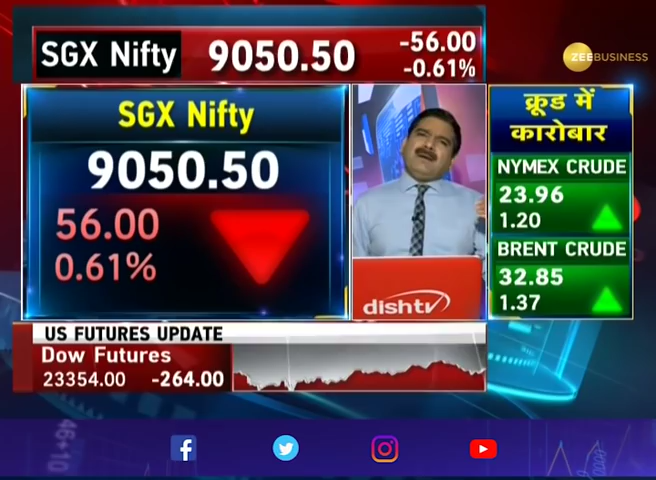 SGX Nifty 9050.50 -56.00
-0.61%
ZEEBUSINESS
SGX Nifty
9050.50
56.00
0.61%
dishtv
क्रूड में
कारोबार
NYMEX CRUDE
23.96
1.20
BRENT CRUDE
32.85
1.37
US FUTURES UPDATE
Dow Futures
23354.00 -264.00
46+10